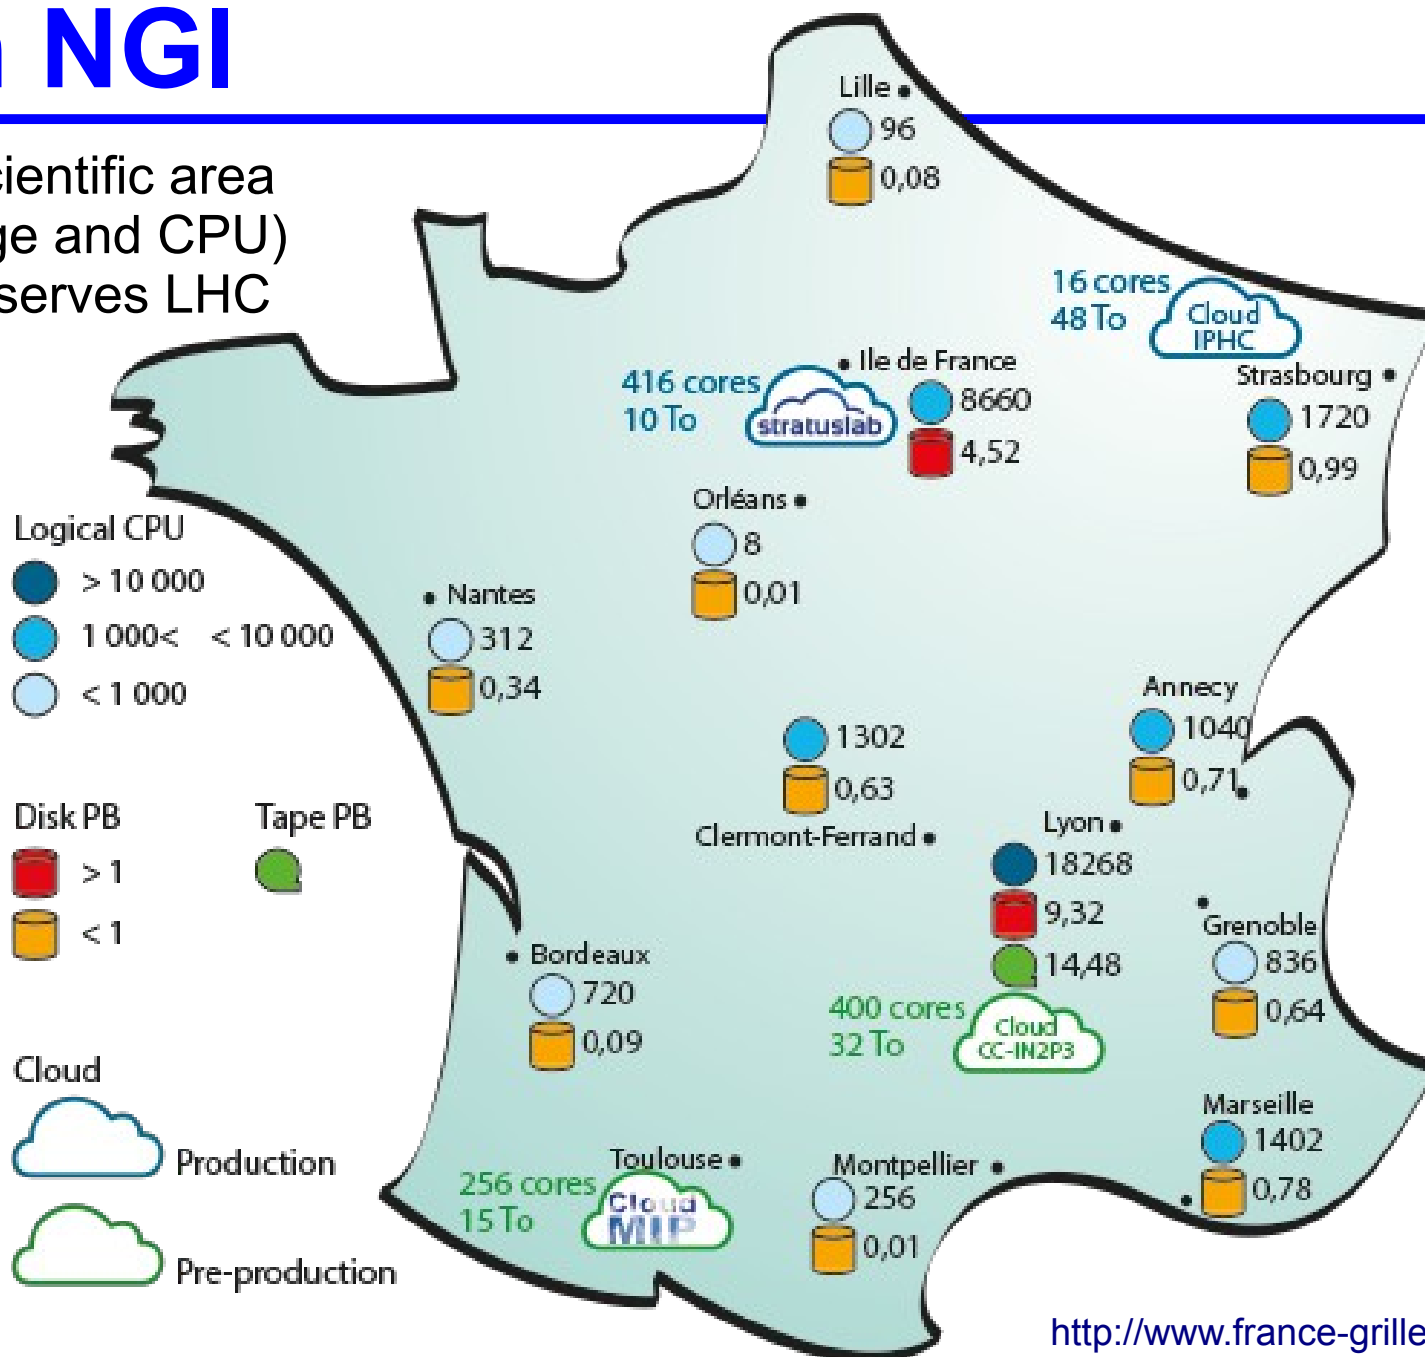 NGI
cientific area
ge and CPU)
serves LHC
Lille
96
0,08
16 cores
48 To
Cloud
IPHC
Ile de France
416 cores
10 To
stratuslab
8660
4,52
Strasbourg
1720
0,99
Orléans
8
0,01
Logical CPU
> 10 000
1 000< < 10 000
< 1 000
Nantes
312
0,34
Annecy
1040
0,71
1302
0,63
Clermont-Ferrand
Disk PB
> 1
< 1
Tape PB
Lyon
18268
9,32
14,48
400 cores
32 To
Cloud
CC-IN2P3
Grenoble
836
0,64
Bordeaux
720
0,09
Cloud
Production
Pre-production
Toulouse
256 cores
15 To
Cloud
MIP
Montpellier
256
0,01
Marseille
1402
0,78
http://www.france-grille